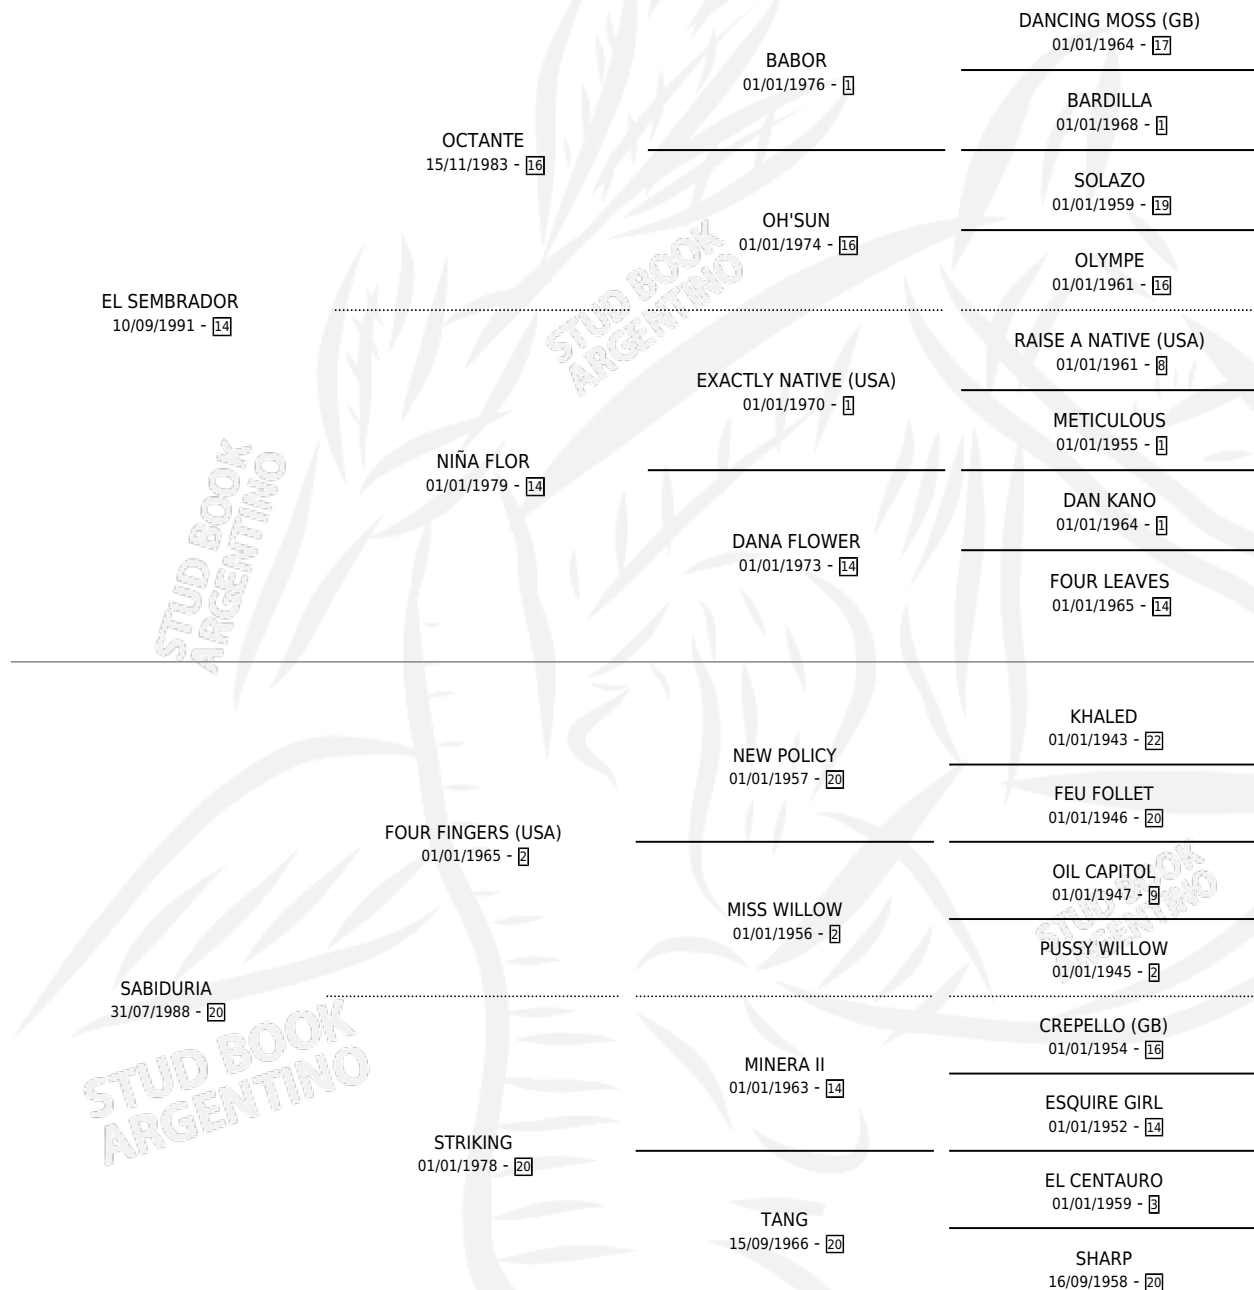 DANCING MOSS (GB)
01/01/1964 - 17
BABOR
01/01/1976 - 1
BARDILLA
01/01/1968 - 1
OCTANTE
15/11/1983 - 16
SOLAZO
01/01/1959 - 19
OH'SUN
01/01/1974 - 16
OLYMPE
01/01/1961 - 16
EL SEMBRADOR
10/09/1991 - 14
RAISE A NATIVE (USA)
01/01/1961 - 8
EXACTLY NATIVE (USA)
01/01/1970 - 1
METICULOUS
01/01/1955 - 1
NIÑA FLOR
01/01/1979 - 14
DAN KANO
01/01/1964 - 1
DANA FLOWER
01/01/1973 - 14
FOUR LEAVES
01/01/1965 - 14
STUD BOOK
ARGENTINO
STUD BOOK
ARGENTINO
KHALED
01/01/1943 - 22
NEW POLICY
01/01/1957 - 20
FEU FOLLET
01/01/1946 - 20
FOUR FINGERS (USA)
01/01/1965 - 2
OIL CAPITOL
01/01/1947 - 9
MISS WILLOW
01/01/1956 - 2
PUSSY WILLOW
01/01/1945 - 2
SABIDURIA
31/07/1988 - 20
CREPELLO (GB)
01/01/1954 - 16
MINERA II
01/01/1963 - 14
ESQUIRE GIRL
01/01/1952 - 14
STRIKING
01/01/1978 - 20
EL CENTAURO
01/01/1959 - 3
TANG
15/09/1966 - 20
SHARP
16/09/1958 - 20
STUD BOOK
ARGENTINO
STUD BOOK
ARGENTINO